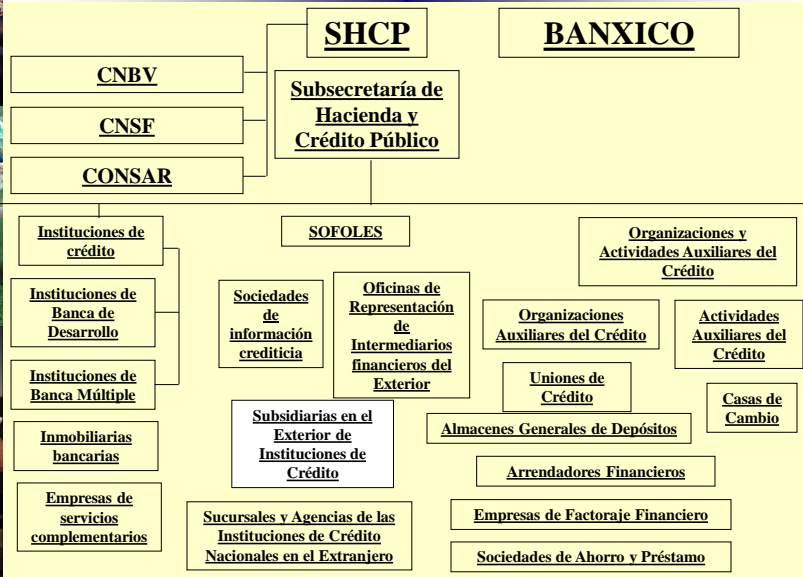 SHCP
BANXICO
CNBV
CNSF
CONSAR
Subsecretaría de
Hacienda y
Crédito Público
Instituciones de
crédito
SOFOLES
Organizaciones y
Actividades Auxiliares del
Crédito
Instituciones de
Banca de
Desarrollo
Sociedades
de
información
crediticia
Oficinas de
Representación
de
Intermediarios
financieros del
Exterior
Organizaciones
Auxiliares del Crédito
Actividades
Auxiliares del
Crédito
Instituciones de
Banca Múltiple
Uniones de
Crédito
Casas de
Cambio
Subsidiarias en el
Exterior de
Instituciones de
Crédito
Almacenes Generales de Depósitos
Inmobiliarias
bancarias
Arrendadores Financieros
Empresas de
servicios
complementarios
Sucursales y Agencias de las
Instituciones de Crédito
Nacionales en el Extranjero
Empresas de Factoraje Financiero
Sociedades de Ahorro y Préstamo